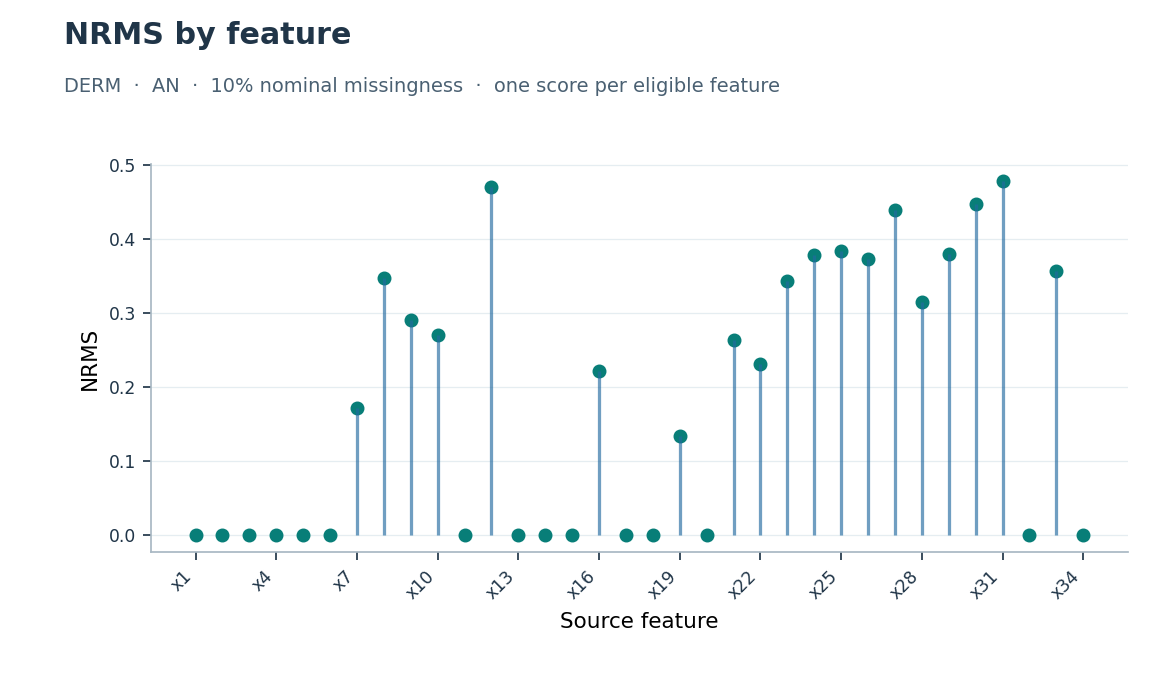 NRMS by feature
DERM · AN · 10% nominal missingness · one score per eligible feature
0.5
0.4
0.3
0.2
0.1
0.0
NRMS
x1 x4 x7 x10 x13 x16 x19 x22 x25 x28 x31 x34
Source feature